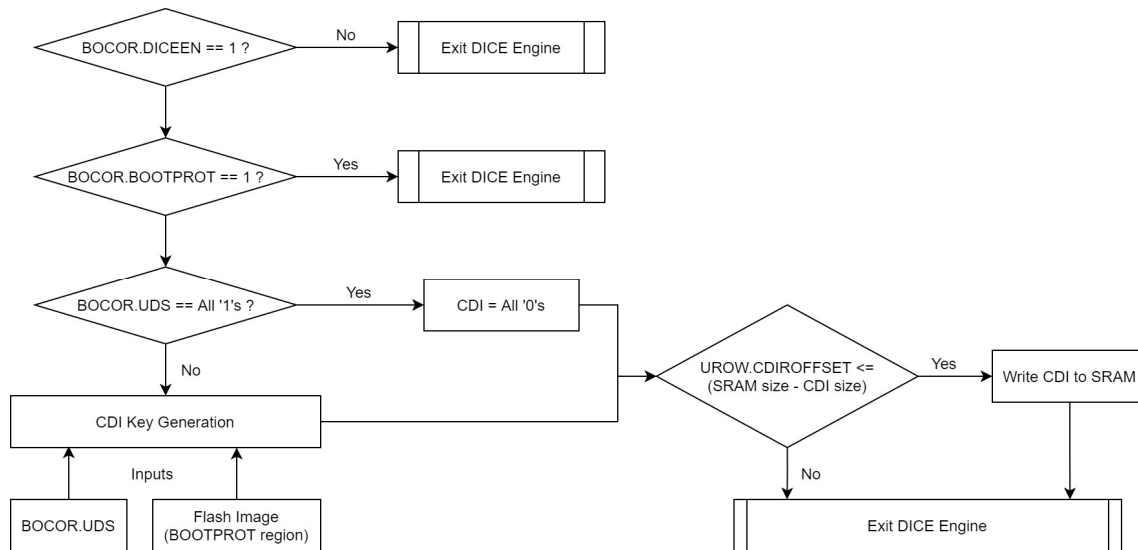 BOCOR.DICEEN == 1 ?
No
Exit DICE Engine
BOCOR.BOOTPROT == 1 ?
Yes
Exit DICE Engine
BOCOR.UDS == All '1's ?
Yes
CDI = All '0's
No
UROW.CDIROFFSET <=
(SRAM size - CDI size)
Yes
Write CDI to SRAM
CDI Key Generation
Inputs
No
BOCOR.UDS
Flash Image
(BOOTPROT region)
Exit DICE Engine